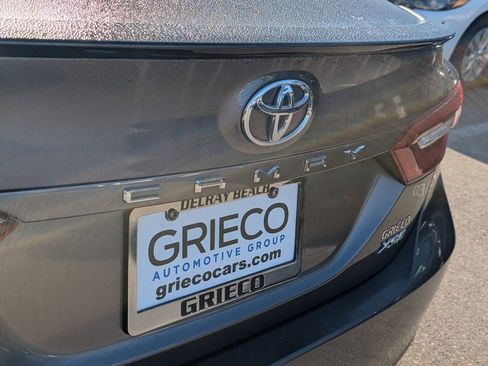 CAMRY
DELRAY BEACH
GRIECO
AUTOMOTIVE GROUP
griecocars.com
GRIECO
GRIECO
XSE